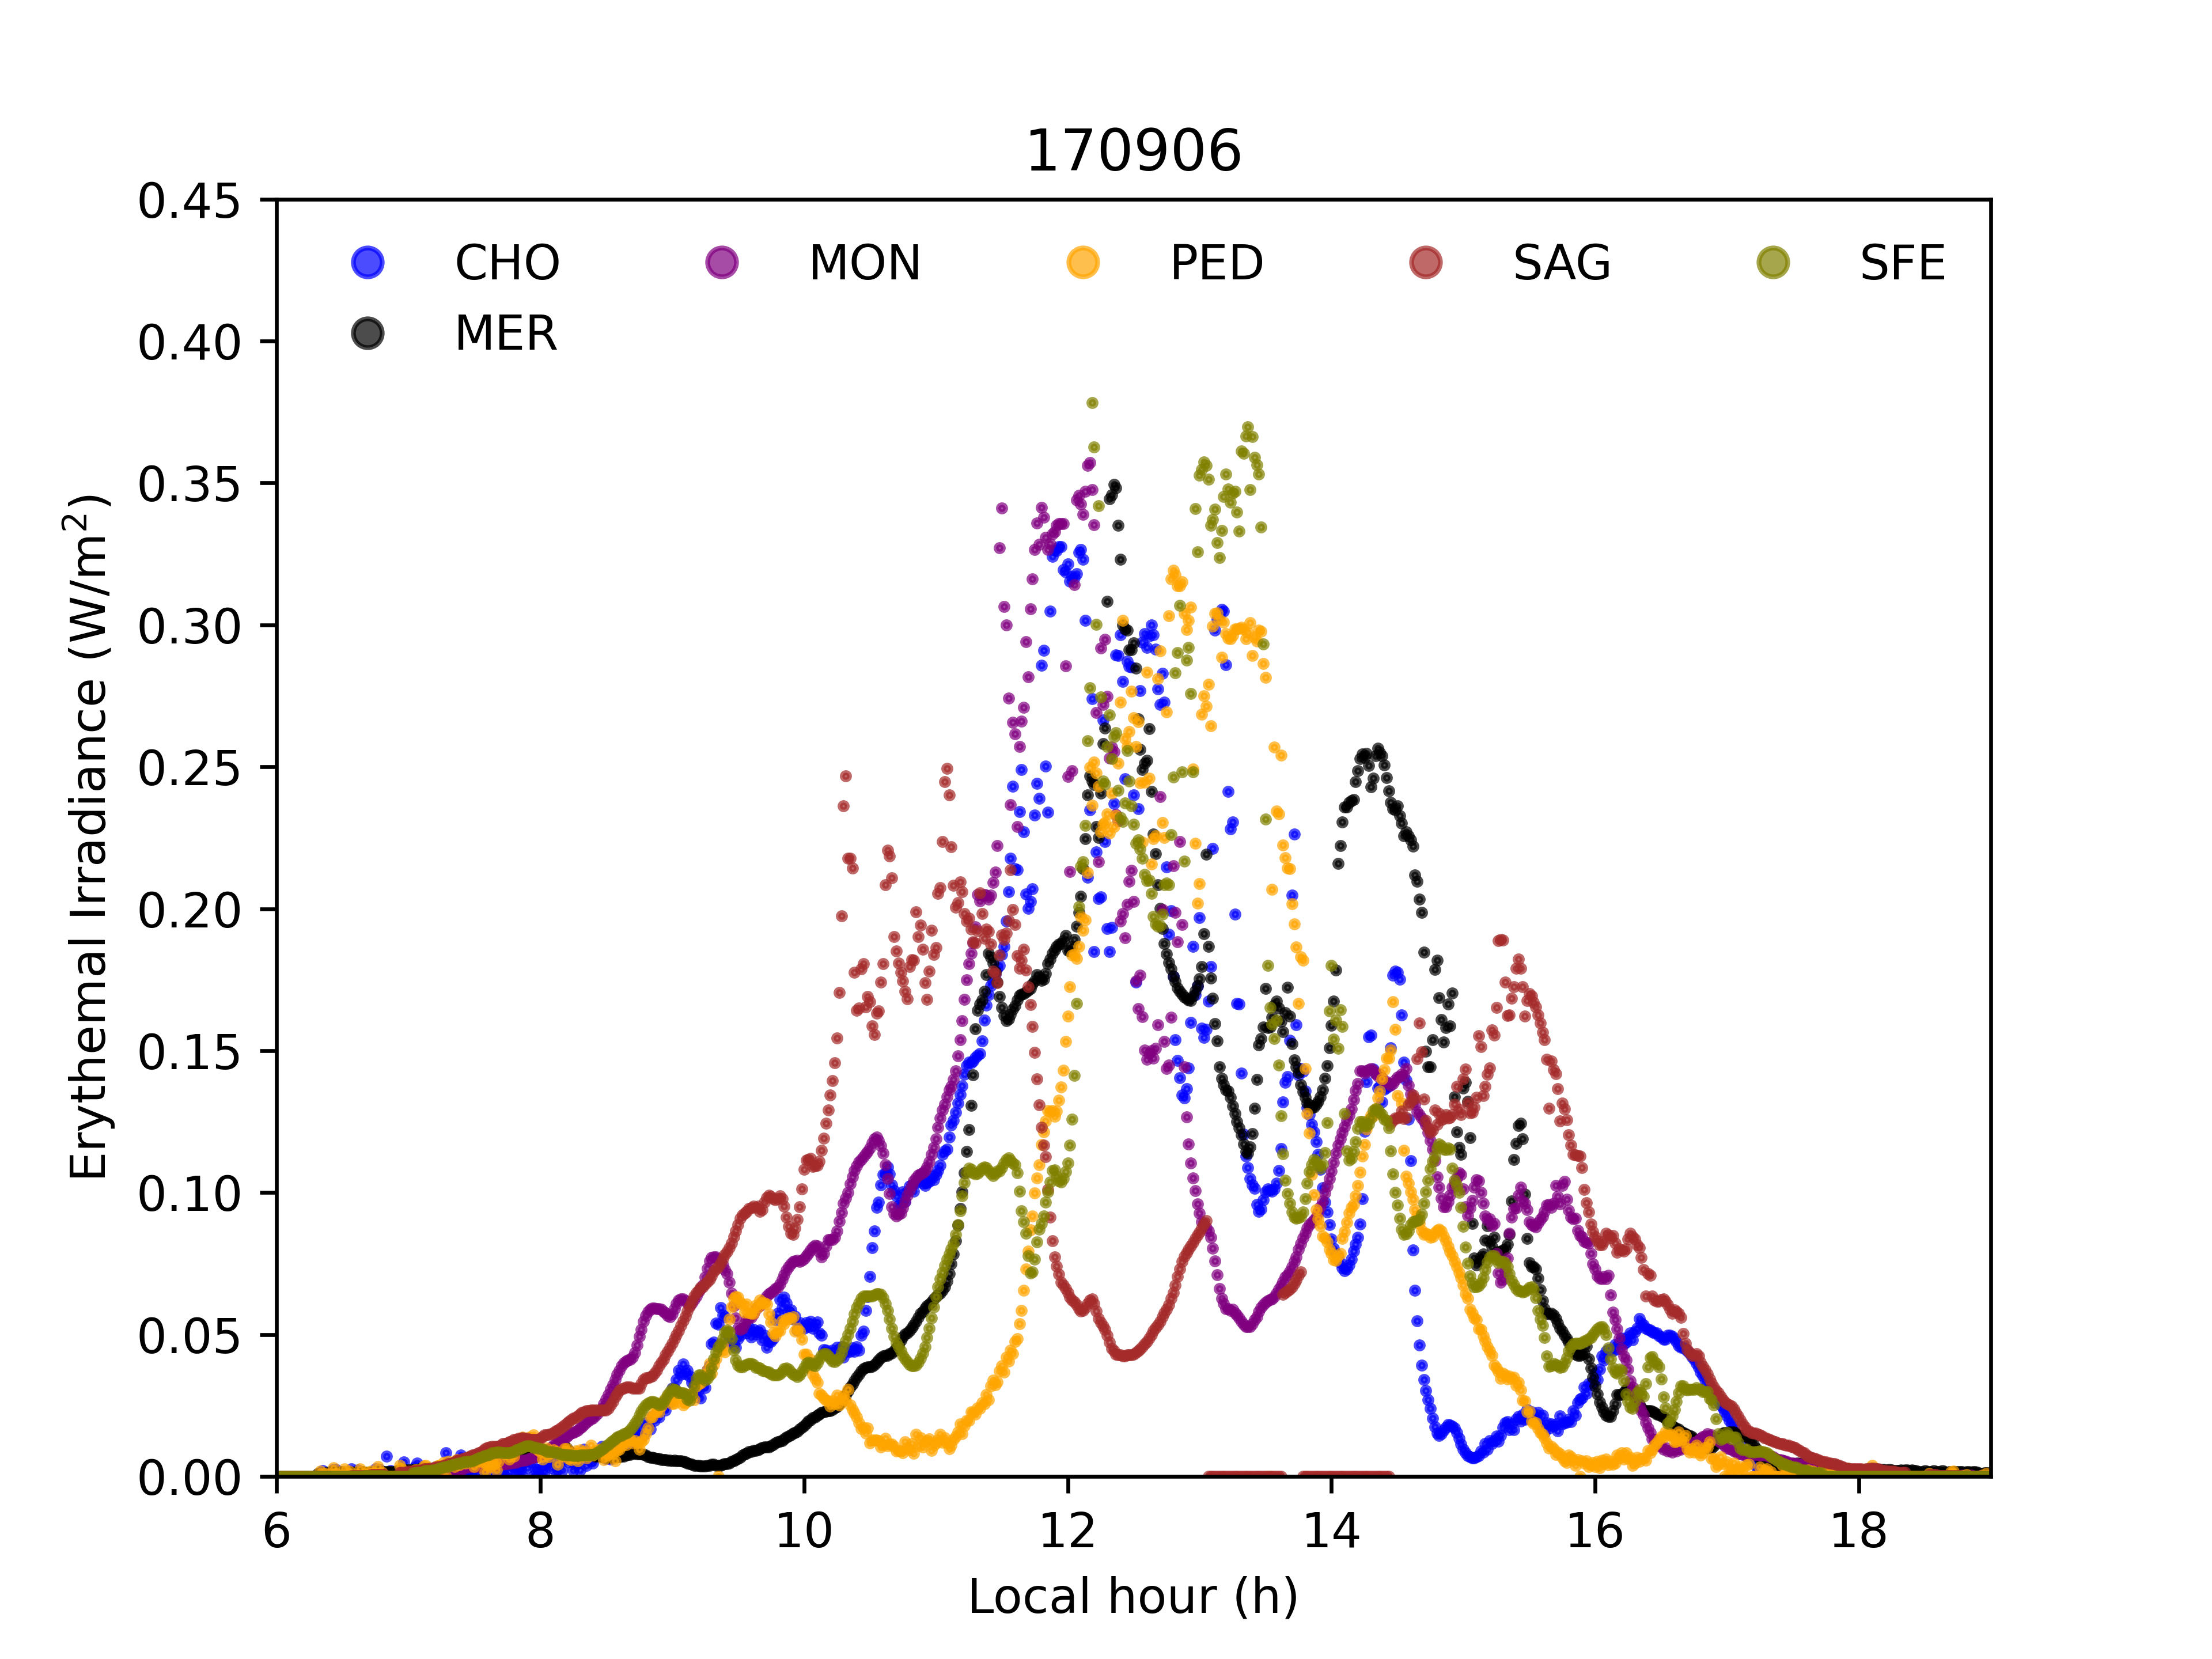 170906
0.45
CHO MON PED SAG SFE
MER
0.40
0.35
0.30
0.25
0.20
0.15
0.10
0.05
0.00
Erythemal Irradiance (W/m²)
6 8 10 12 14 16 18
Local hour (h)